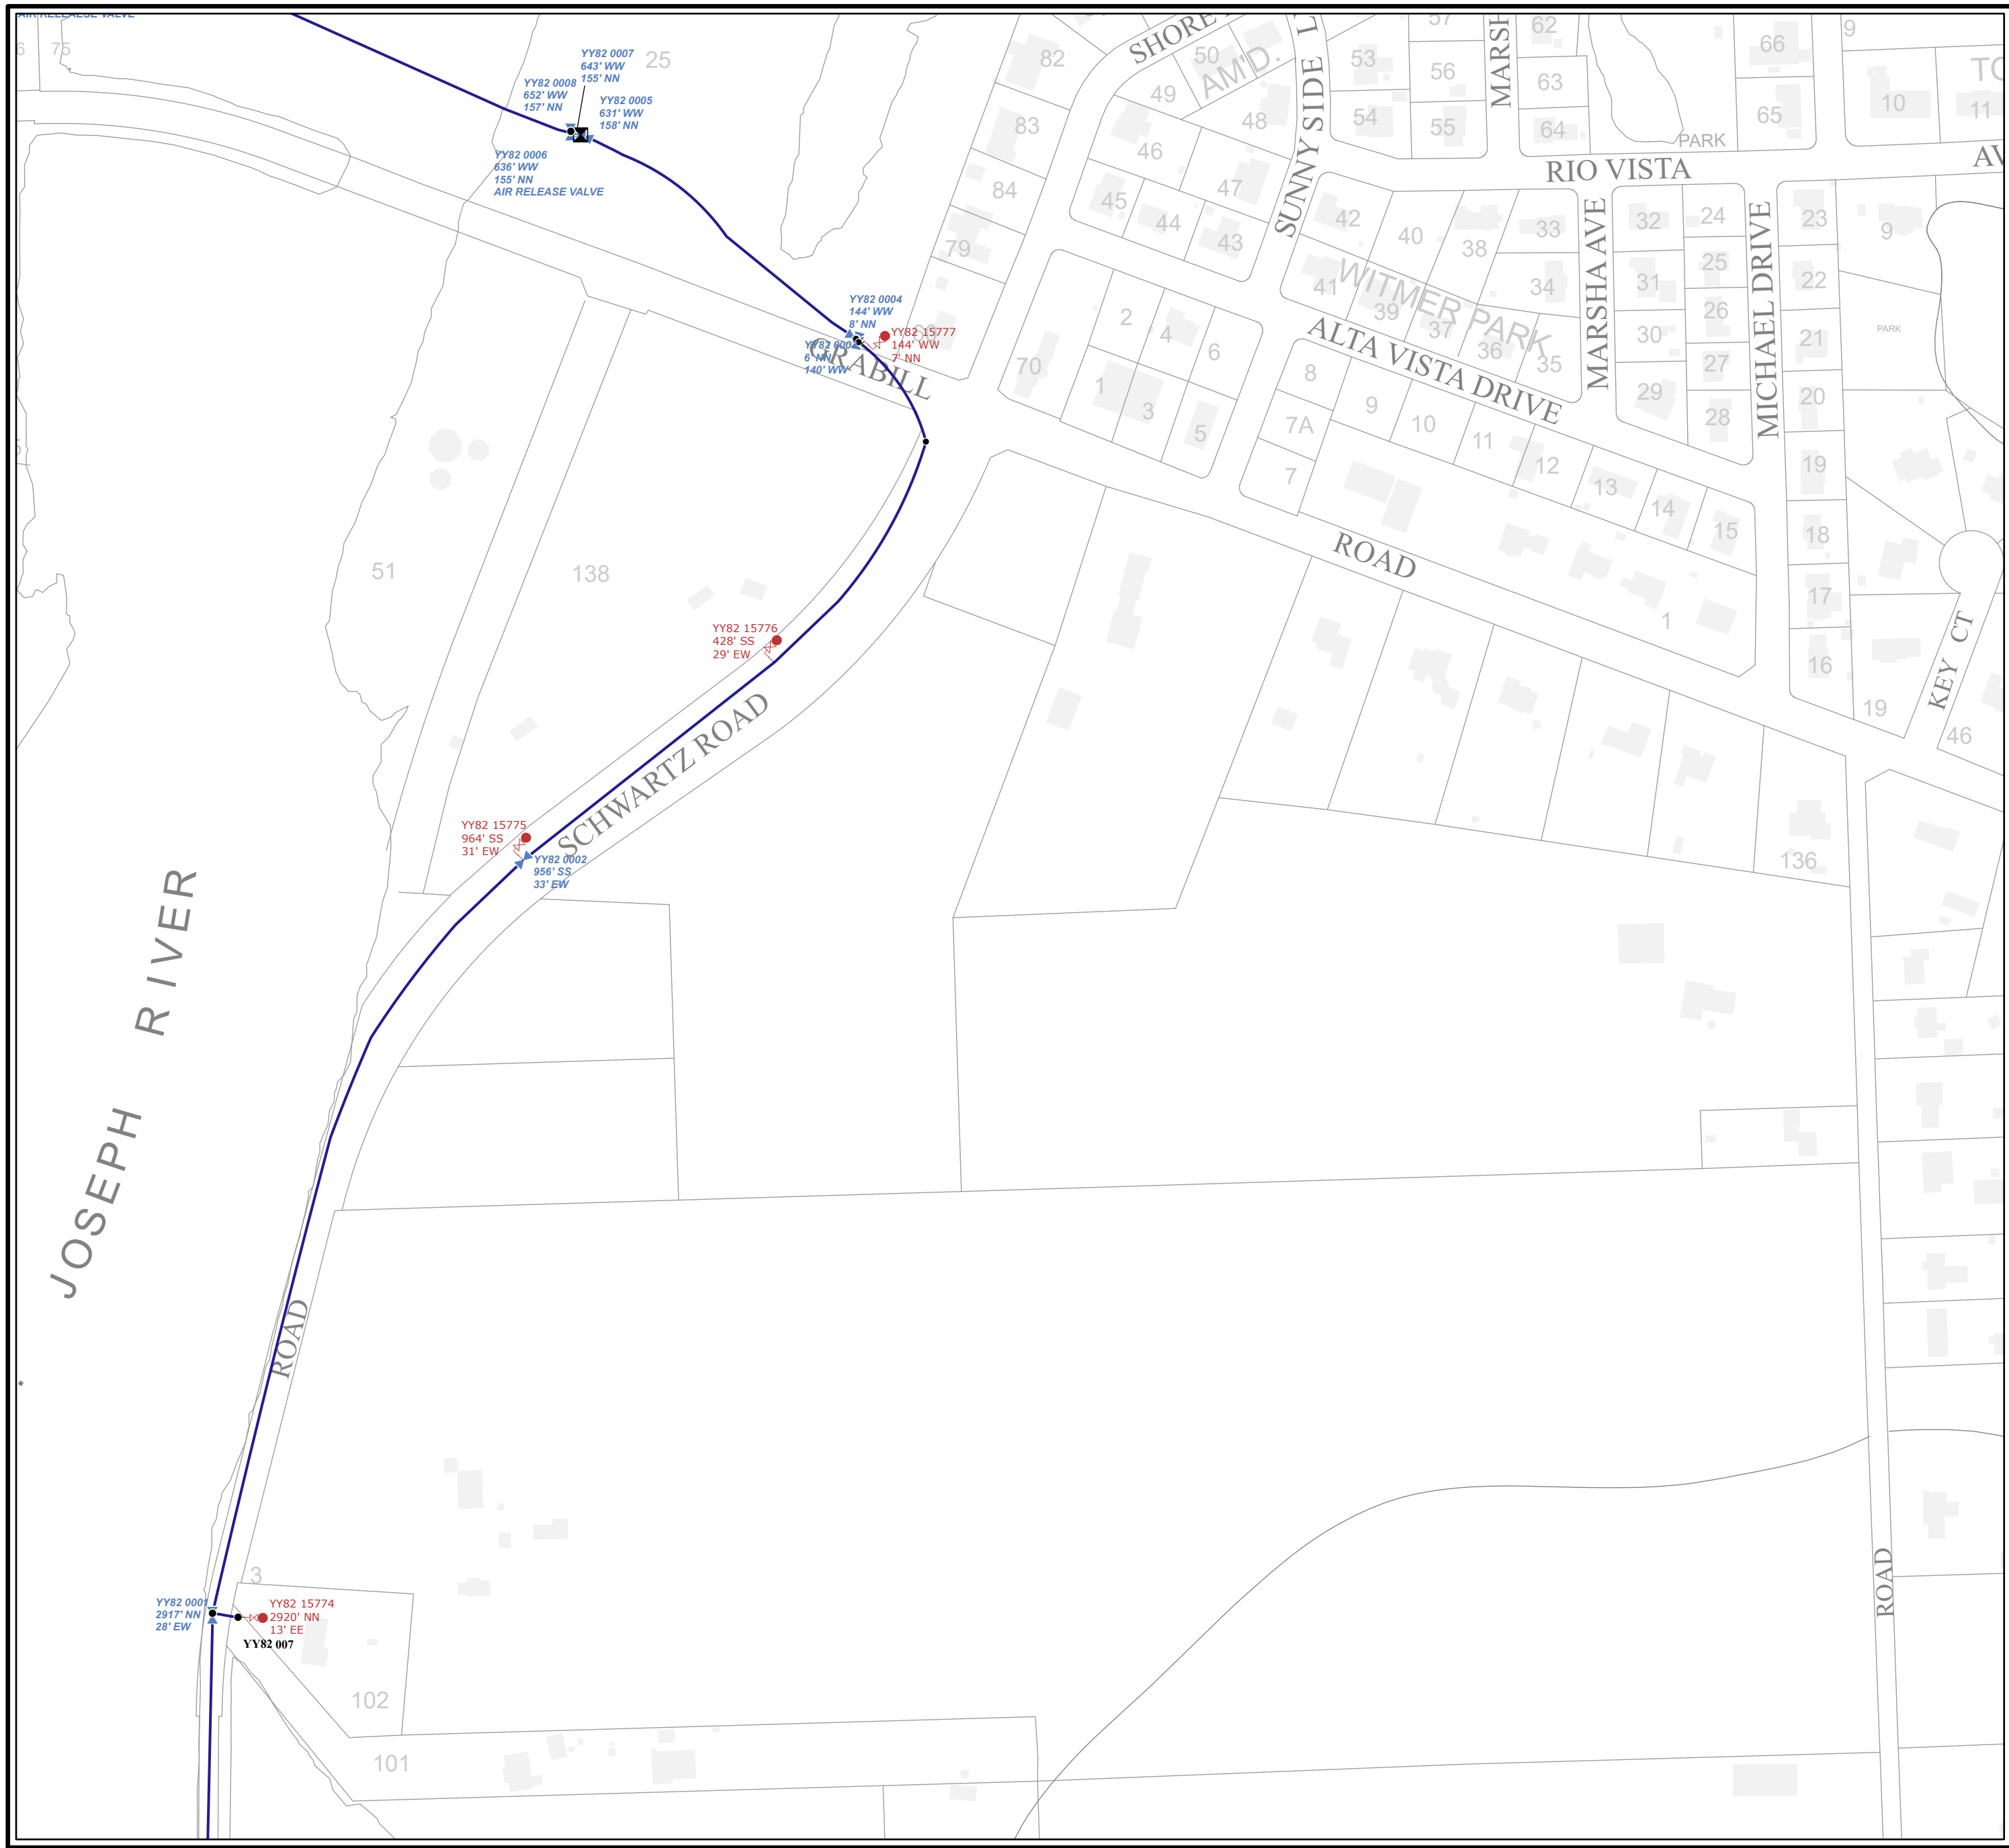 AIR RELEASE VALVE
6
75
YY82 0007
643' WW
155' NN
25
YY82 0008
652' WW
157' NN
YY82 0005
631' WW
158' NN
YY82 0006
636' WW
155' NN
AIR RELEASE VALVE
82
83
84
79
SHORE
50
AM'D.
49
48
46
47
45
44
43
SUNNY SIDE
53
54
57
56
55
MARSH
62
63
64
PARK
66
65
9
10
11
TO
RIO VISTA
AV
42
40
38
33
41
39
37
36
35
34
WITMER PARK
MARSHA AVE
32
31
30
29
24
25
26
27
28
MICHAEL DRIVE
23
22
21
20
19
18
17
16
9
PARK
YY82 0004
144' WW
8' NN
YY82 15777
144' WW
7' NN
6' NN
140' WW
GRABILL
70
2
4
6
1
3
5
ALTA VISTA DRIVE
8
7A
7
9
10
11
12
13
14
15
ROAD
1
KEY CT
19
46
51
138
YY82 15776
428' SS
29' EW
SCHWARTZ ROAD
YY82 15775
964' SS
31' EW
YY82 0002
956' SS
33' EW
136
JOSEPH RIVER
ROAD
ROAD
3
YY82 0001
2917' NN
28' EW
YY82 15774
2920' NN
13' EE
YY82 007
102
101